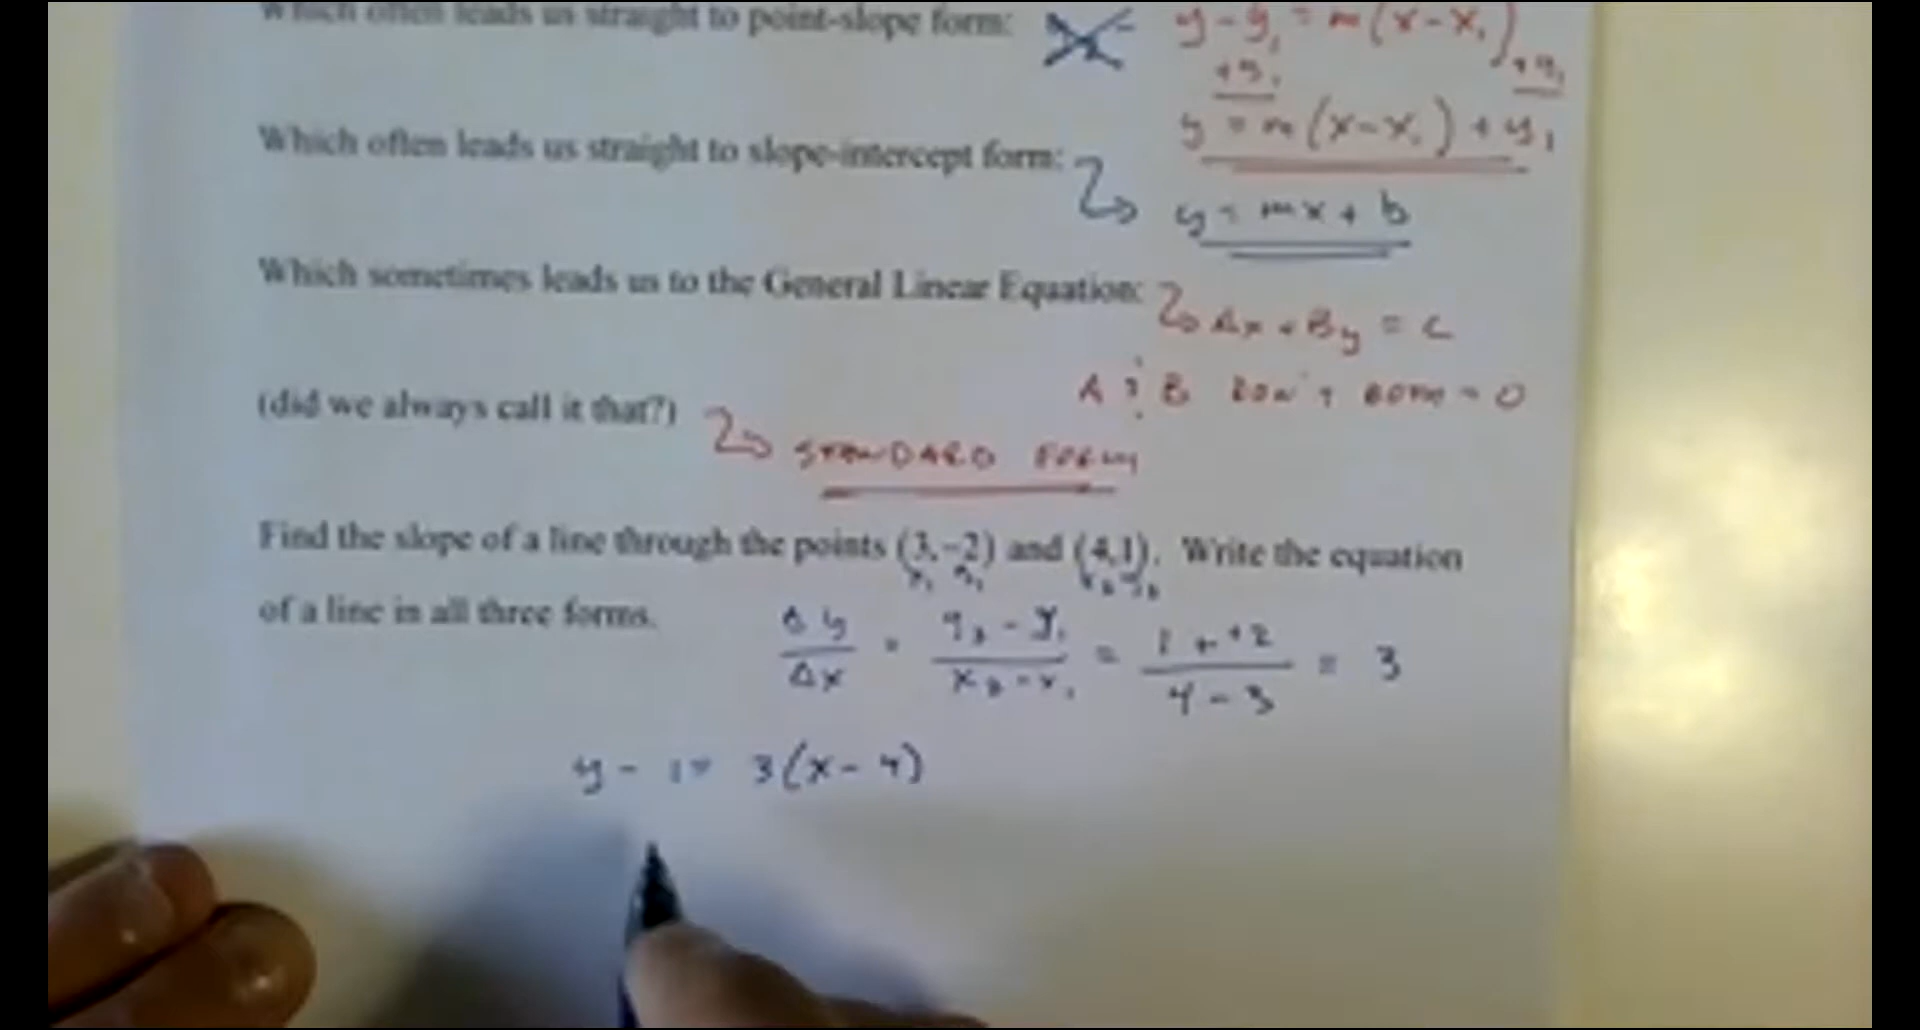 Which often leads us straight to point-slope form: y - y₁ = m(x - x₁)
+y₁ +y₁
y = m(x - x₁) + y₁
Which often leads us straight to slope-intercept form:
y = mx + b
Which sometimes leads us to the General Linear Equation:
Ax + By = C
(did we always call it that?) A & B DON'T BOTH = 0
STANDARD FORM
Find the slope of a line through the points (3,-2) and (4,1). Write the equation
x₁ y₁ x₂ y₂
of a line in all three forms. Δy/Δx = y₂ - y₁/x₂ - x₁ = 1 + +2/4 - 3 = 3
y - 1 = 3(x - 4)